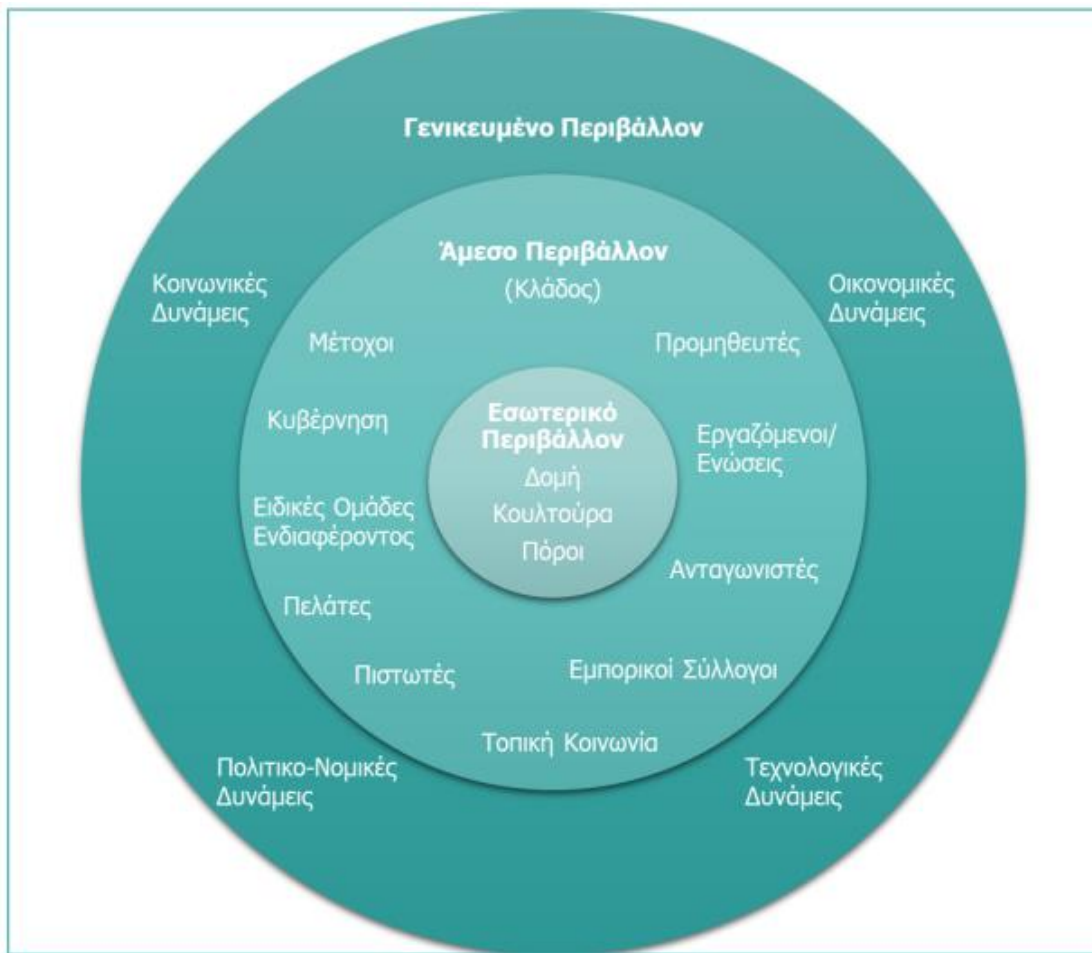 Γενικευμένο Περιβάλλον
Άμεσο Περιβάλλον
(Κλάδος)
Κοινωνικές
Δυνάμεις
Οικονομικές
Δυνάμεις
Μέτοχοι
Προμηθευτές
Κυβέρνηση
Εσωτερικό
Περιβάλλον
Δομή
Κουλτούρα
Πόροι
Εργαζόμενοι/
Ενώσεις
Ειδικές Ομάδες
Ενδιαφέροντος
Ανταγωνιστές
Πελάτες
Πιστωτές
Εμπορικοί Σύλλογοι
Τοπική Κοινωνία
Πολιτικο-Νομικές
Δυνάμεις
Τεχνολογικές
Δυνάμεις